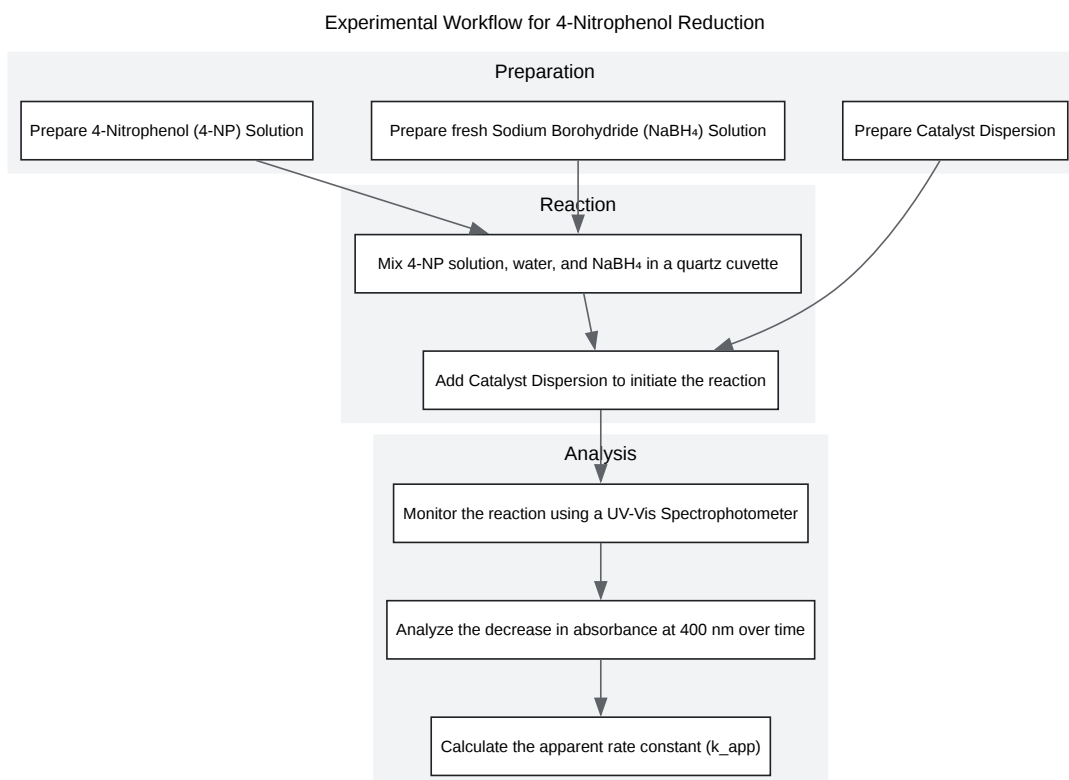 Experimental Workflow for 4-Nitrophenol Reduction
Preparation
Prepare 4-Nitrophenol (4-NP) Solution
Prepare fresh Sodium Borohydride (NaBH₄) Solution
Prepare Catalyst Dispersion
Reaction
Mix 4-NP solution, water, and NaBH₄ in a quartz cuvette
Add Catalyst Dispersion to initiate the reaction
Analysis
Monitor the reaction using a UV-Vis Spectrophotometer
Analyze the decrease in absorbance at 400 nm over time
Calculate the apparent rate constant (k_app)